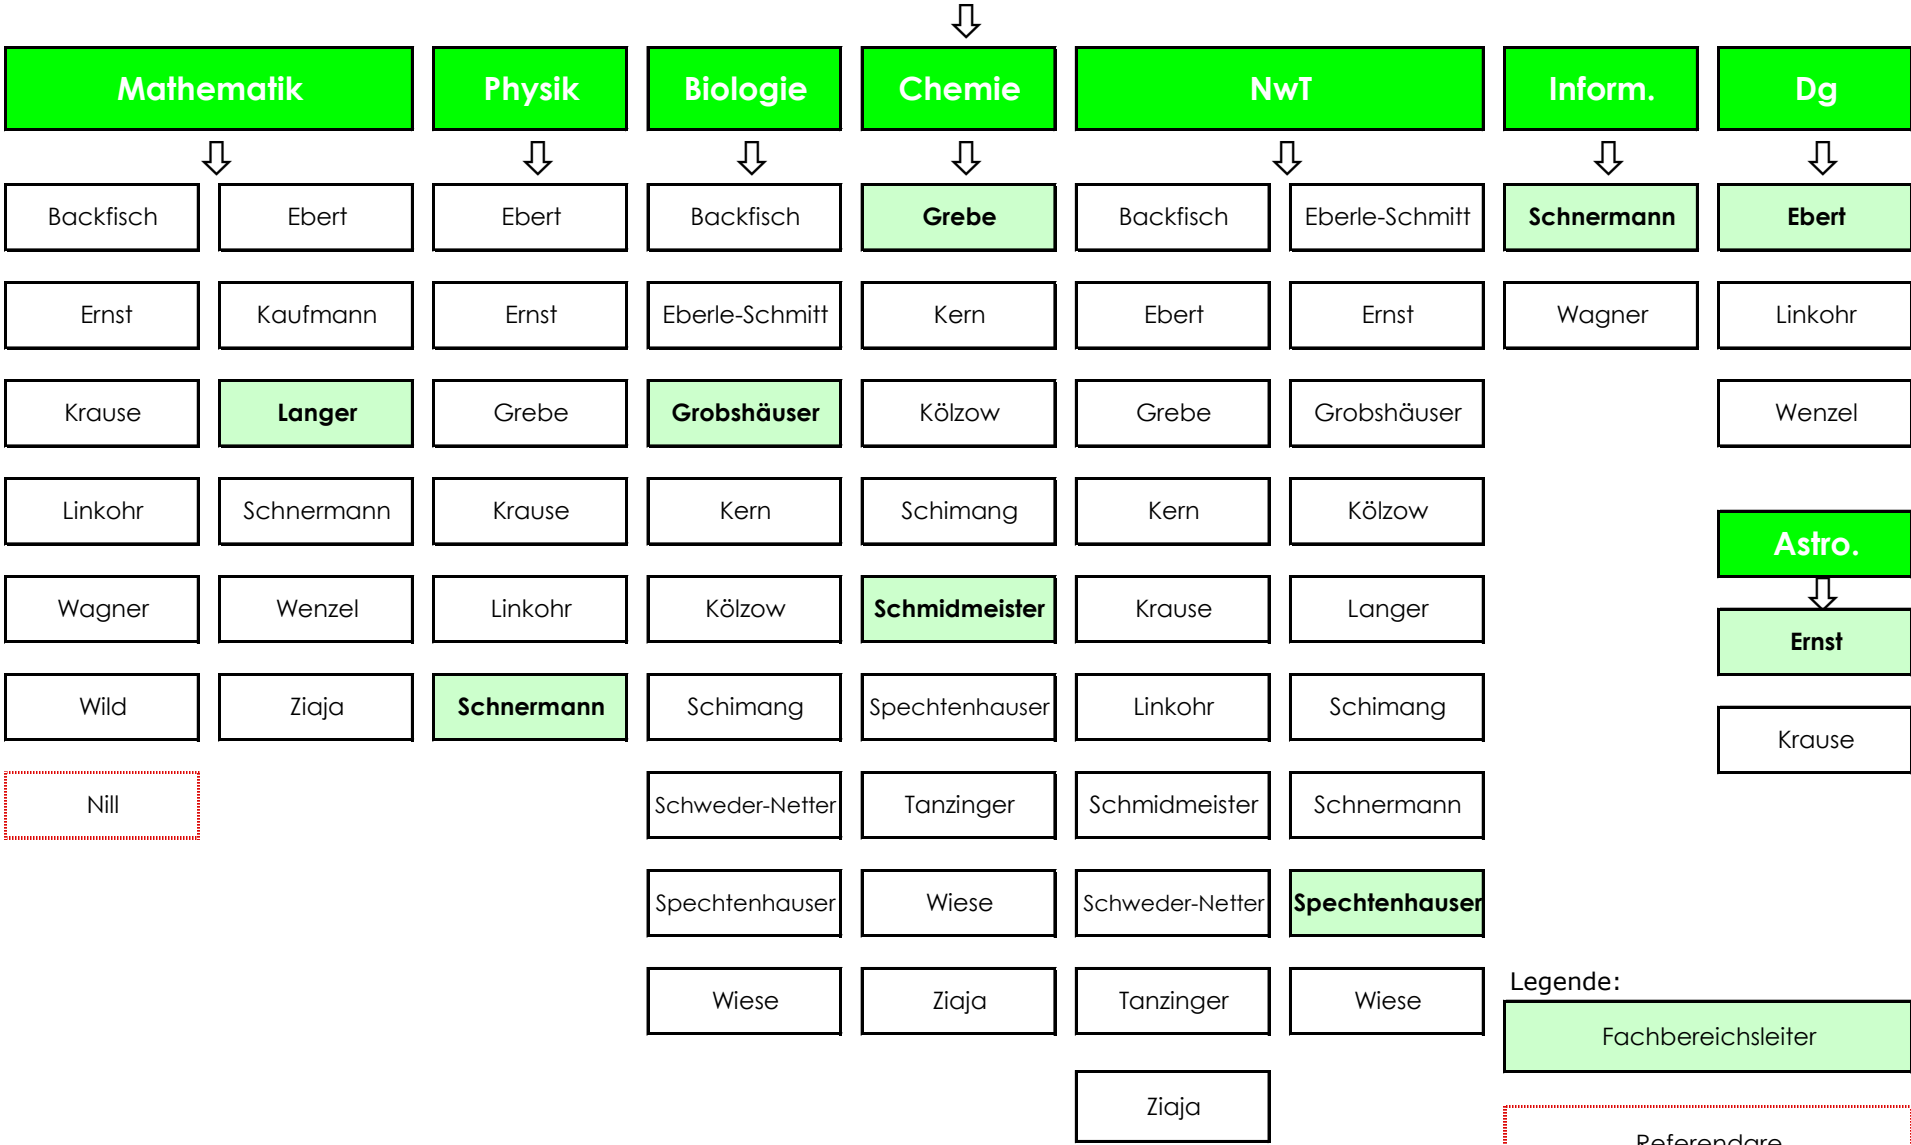 Mathematik
Physik
Biologie
Chemie
NwT
Inform.
Dg
Backfisch
Ebert
Ebert
Backfisch
Grebe
Backfisch
Eberle-Schmitt
Schnermann
Ebert
Ernst
Kaufmann
Ernst
Eberle-Schmitt
Kern
Ebert
Ernst
Wagner
Linkohr
Krause
Langer
Grebe
Grobshäuser
Kölzow
Grebe
Grobshäuser
Wenzel
Linkohr
Schnermann
Krause
Kern
Schimang
Kern
Kölzow
Astro.
Wagner
Wenzel
Linkohr
Kölzow
Schmidmeister
Krause
Langer
Ernst
Wild
Ziaja
Schnermann
Schimang
Spechtenhauser
Linkohr
Schimang
Krause
Nill
Schweder-Netter
Tanzinger
Schmidmeister
Schnermann
Spechtenhauser
Wiese
Schweder-Netter
Spechtenhauser
Wiese
Ziaja
Tanzinger
Wiese
Legende:
Fachbereichsleiter
Ziaja
Referendare